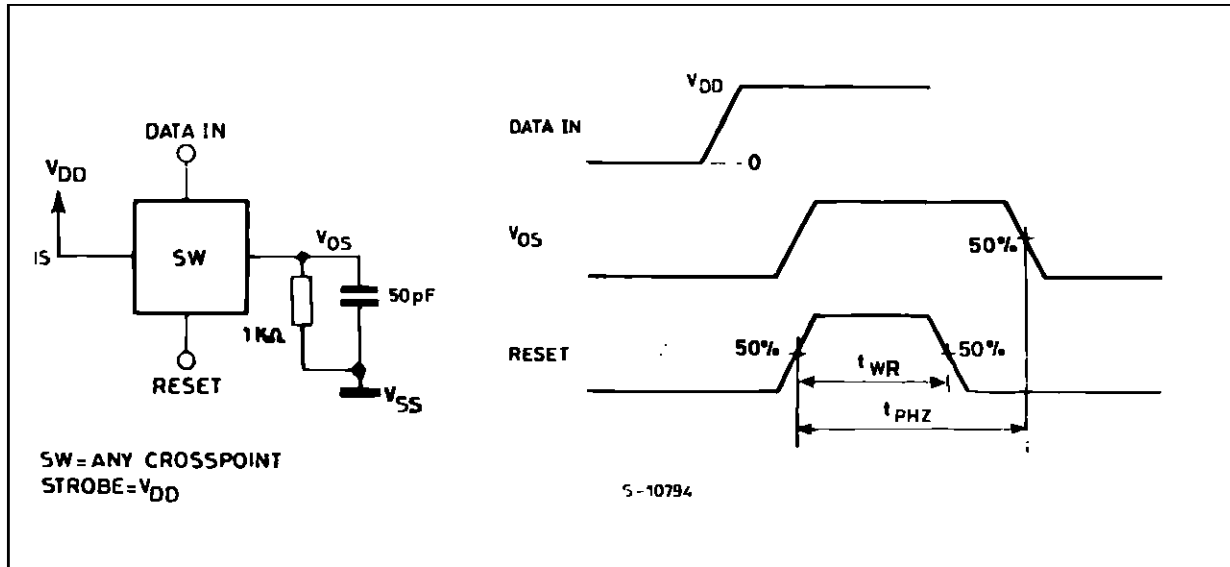 DATA IN
VDD
IS
SW
VOS
50pF
1KΩ
RESET
VSS
SW=ANY CROSSPOINT
STROBE=VDD
VDD
DATA IN
0
VOS
50%
RESET
50%
50%
tWR
tPHZ
S-10794